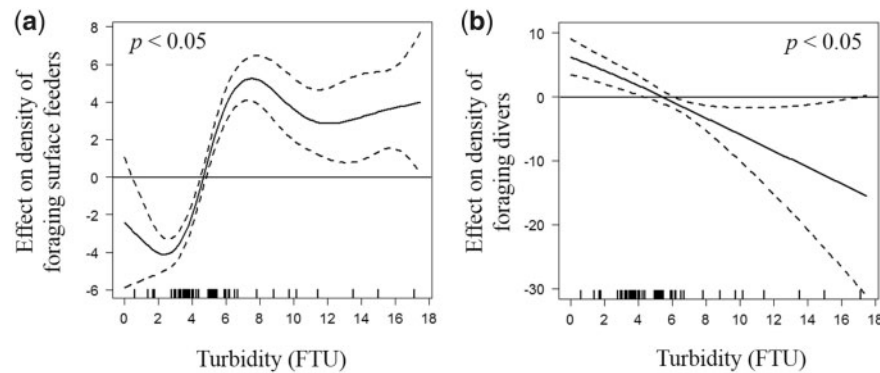 (a)
p < 0.05
Effect on density of
foraging surface feeders
8
6
4
2
0
-2
-4
-6
0 2 4 6 8 10 12 14 16 18
Turbidity (FTU)
(b)
p < 0.05
Effect on density of
foraging divers
10
0
-10
-20
-30
0 2 4 6 8 10 12 14 16 18
Turbidity (FTU)